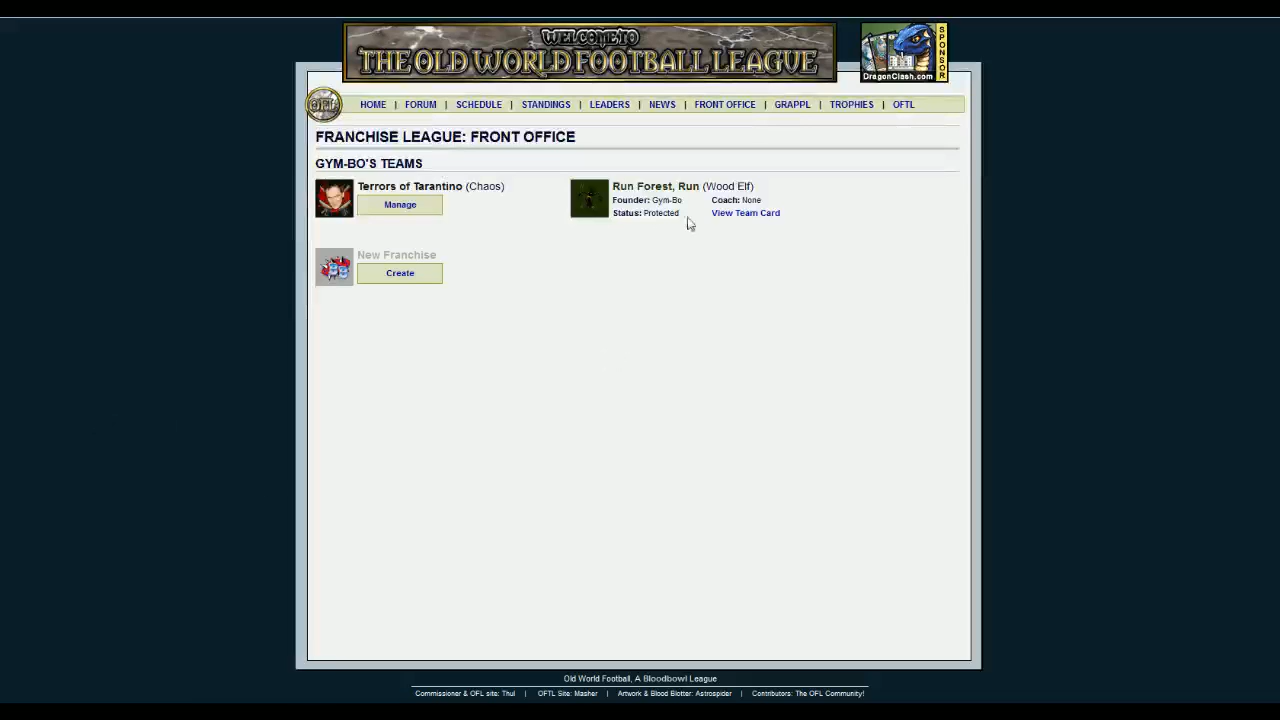 WELCOME TO
THE OLD WORLD FOOTBALL LEAGUE
DragonClash.com
SPONSOR
OFL
HOME | FORUM | SCHEDULE | STANDINGS | LEADERS | NEWS | FRONT OFFICE | GRAPPL | TROPHIES | OFTL
FRANCHISE LEAGUE: FRONT OFFICE
GYM-BO'S TEAMS
Terrors of Tarantino (Chaos)
Manage
Run Forest, Run (Wood Elf)
Founder: Gym-Bo Coach: None
Status: Protected View Team Card
New Franchise
Create
Old World Football, A Bloodbowl League
Commissioner & OFL site: Thul | OFTL Site: Masher | Artwork & Blood Blotter: Astrospider | Contributors: The OFL Community!